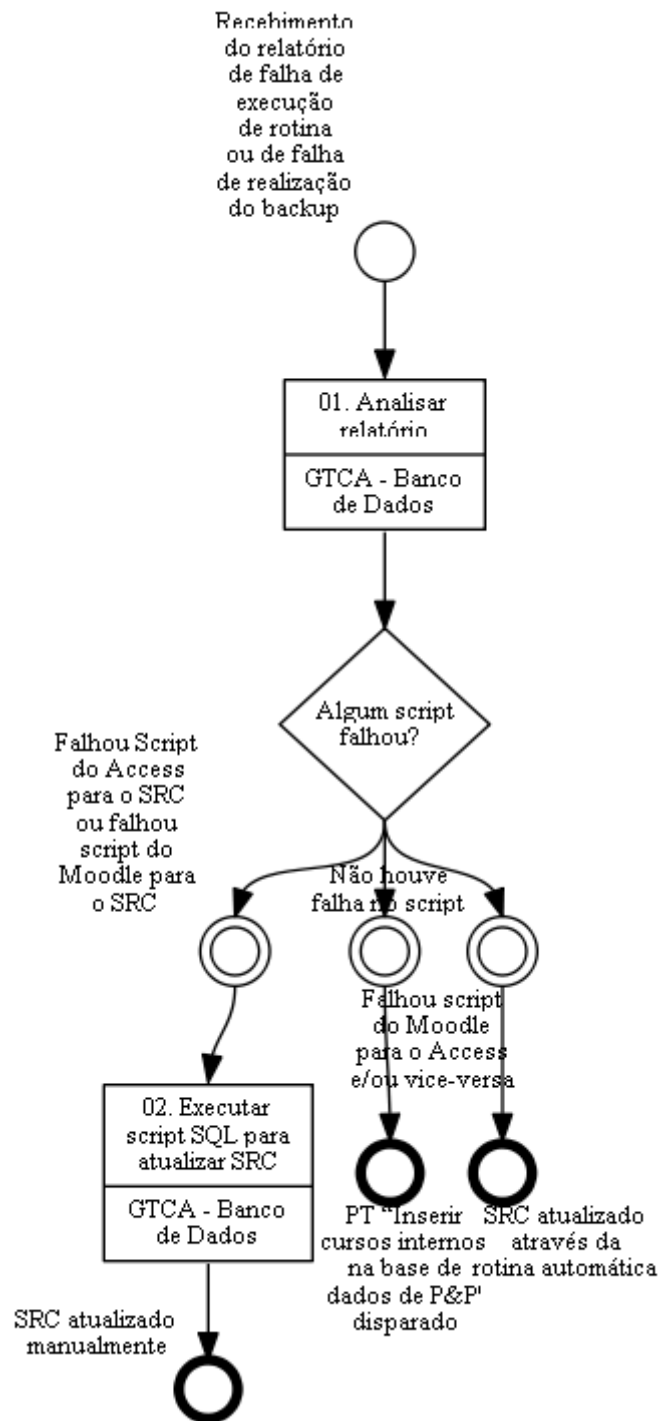 Recebimento
do relatório
de falha de
execução
de rotina
ou de falha
de realização
do backup
01. Analisar
relatório
GTCA - Banco
de Dados
Algum script
falhou?
Falhou Script
do Access
para o SRC
ou falhou
script do
Moodle para
o SRC
Não houve
falha no script
Falhou script
do Moodle
para o Access
e/ou vice-versa
02. Executar
script SQL para
atualizar SRC
GTCA - Banco
de Dados
PT "Inserir
cursos internos
na base de
dados de P&P'
disparado
SRC atualizado
através da
rotina automática
SRC atualizado
manualmente